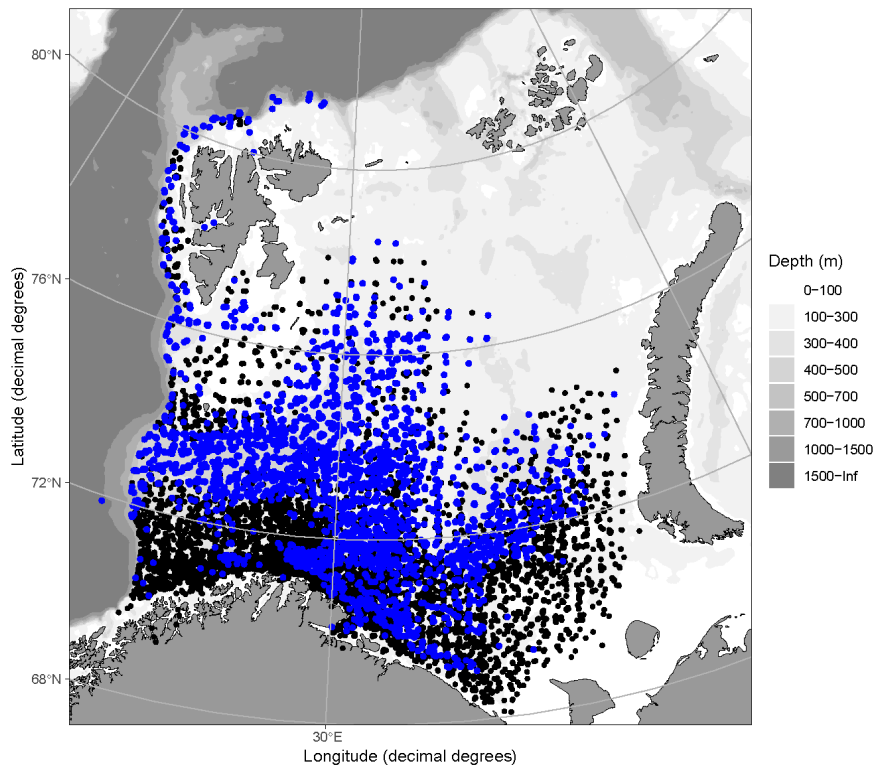 80°N
76°N
72°N
68°N
30°E
Longitude (decimal degrees)
Latitude (decimal degrees)
Depth (m)
0−100
100−300
300−400
400−500
500−700
700−1000
1000−1500
1500−Inf